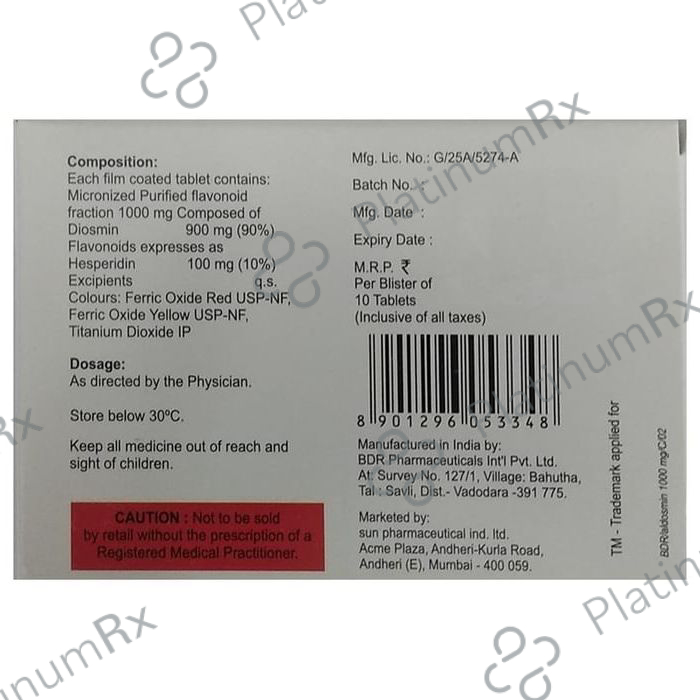 PlatinumRx
Composition:
Each film coated tablet contains:
Micronized Purified flavonoid
fraction 1000 mg Composed of
Diosmin 900 mg (90%)
Flavonoids expresses as
Hesperidin 100 mg (10%)
Excipients q.s.
Colours: Ferric Oxide Red USP-NF,
Ferric Oxide Yellow USP-NF,
Titanium Dioxide IP
Dosage:
As directed by the Physician.
Store below 30ºC.
Keep all medicine out of reach and
sight of children.
CAUTION : Not to be sold
by retail without the prescription of a
Registered Medical Practitioner.
Mfg. Lic. No.: G/25A/5274-A
Batch No. :
Mfg. Date :
Expiry Date :
M.R.P. ₹
Per Blister of
10 Tablets
(Inclusive of all taxes)
8 901296 053348
Manufactured in India by:
BDR Pharmaceuticals Int'l Pvt. Ltd.
At: Survey No. 127/1, Village: Bahutha,
Tal : Savli, Dist.- Vadodara -391 775.
Marketed by:
sun pharmaceutical ind. ltd.
Acme Plaza, Andheri-Kurla Road,
Andheri (E), Mumbai - 400 059.
TM - Trademark applied for
BDR/aldosmin 1000 mg/C/02
PlatinumRx
PlatinumRx
PlatinumRx